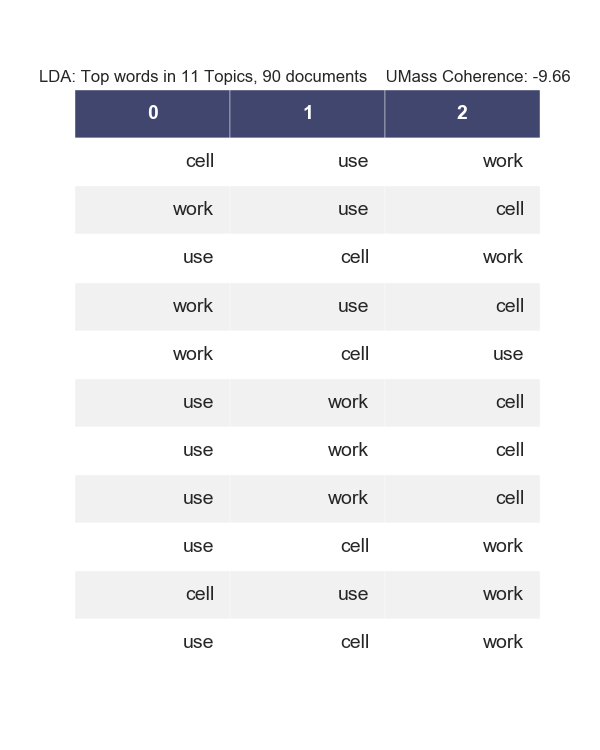 LDA: Top words in 11 Topics, 90 documents    UMass Coherence: -9.66
0 1 2
cell use work
work use cell
use cell work
work use cell
work cell use
use work cell
use work cell
use work cell
use cell work
cell use work
use cell work